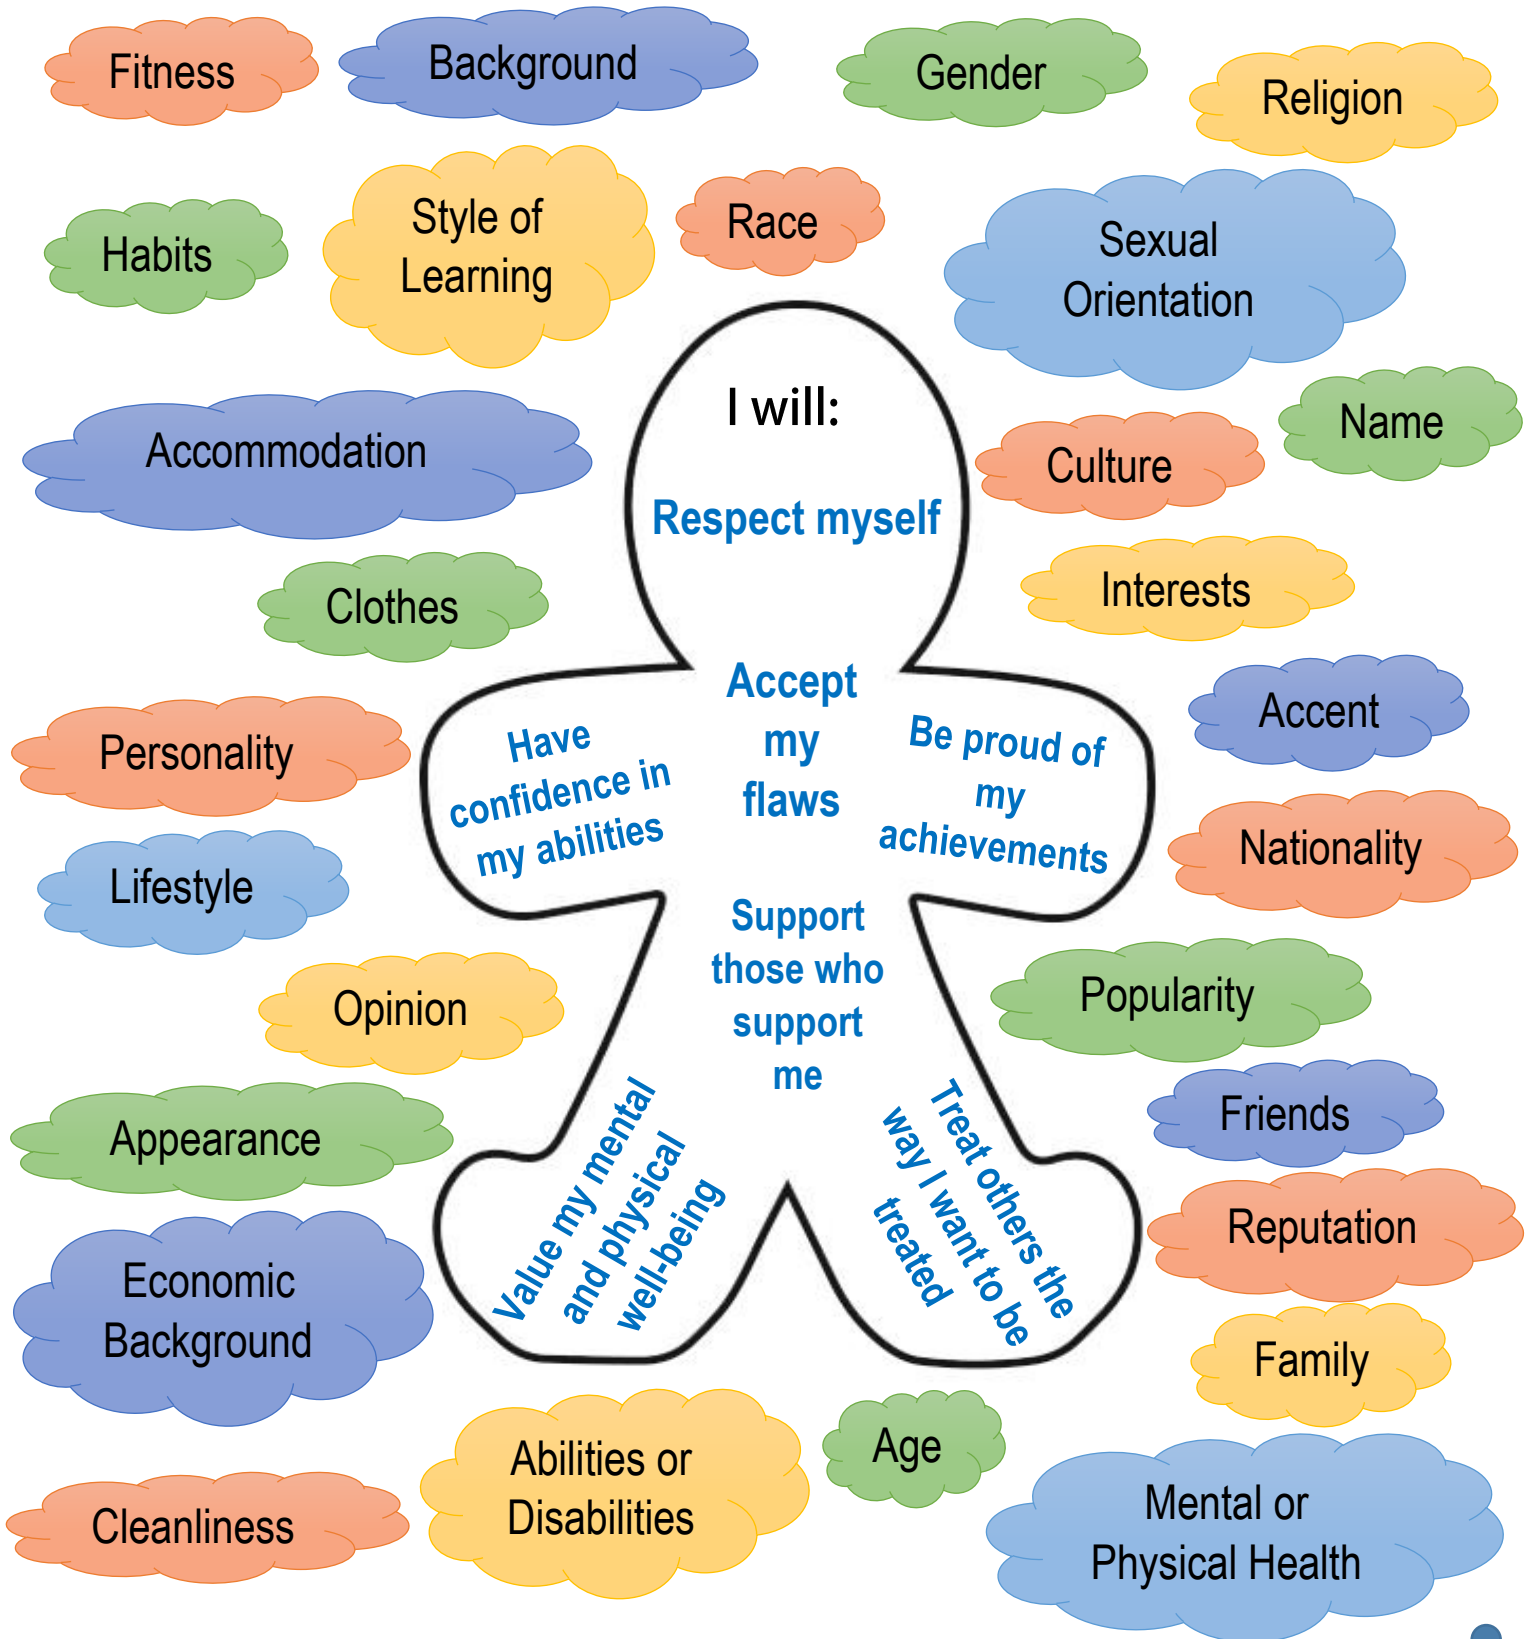 Fitness
Background
Gender
Religion
Habits
Style of
Learning
Race
Sexual
Orientation
Accommodation
I will:
Respect myself
Culture
Name
Clothes
Interests
Personality
Have
confidence in
my abilities
Accept
my
flaws
Be proud of
my
achievements
Accent
Lifestyle
Nationality
Opinion
Support
those who
support
me
Popularity
Appearance
Value my mental
and physical
well-being
Treat others the
way I want to be
treated
Friends
Reputation
Economic
Background
Family
Cleanliness
Abilities or
Disabilities
Age
Mental or
Physical Health